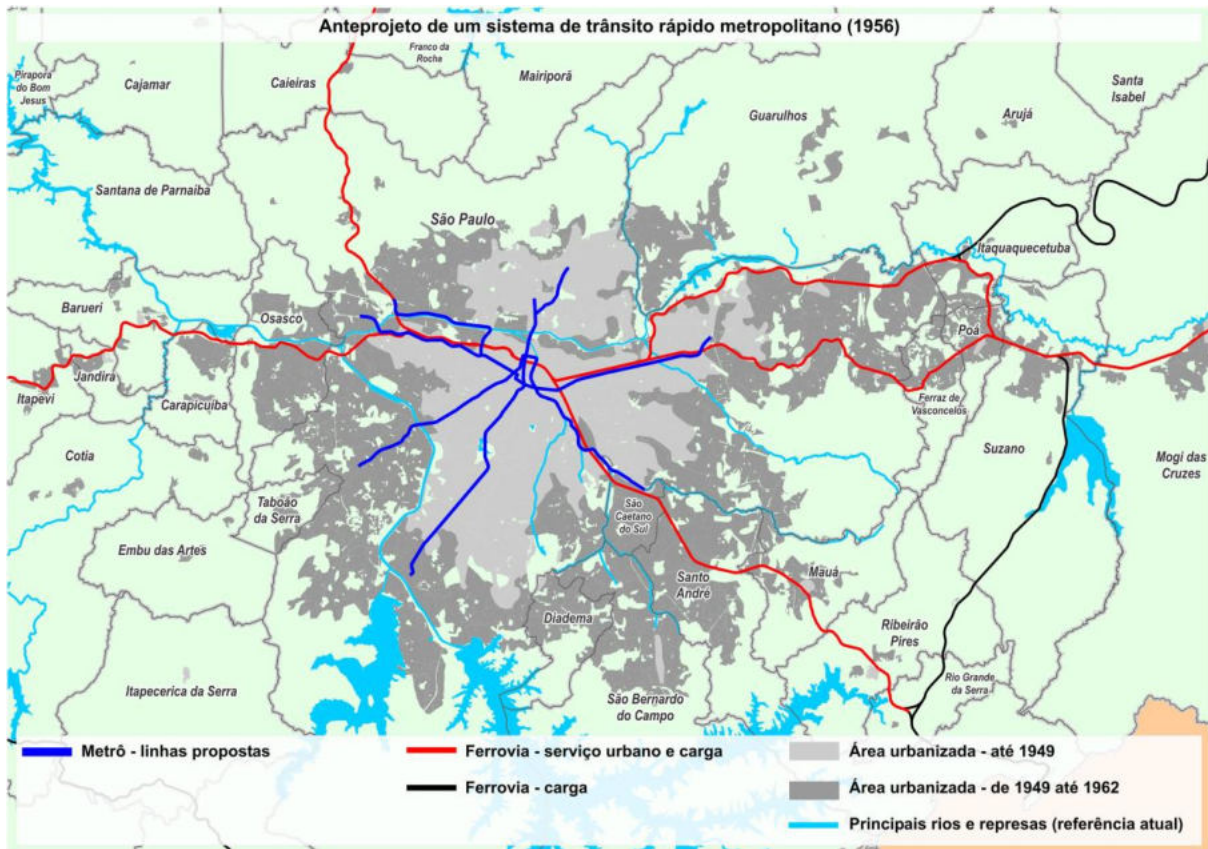 Anteprojeto de um sistema de trânsito rápido metropolitano (1956)
Franco da
Rocha
Pirapora
do Bom
Jesus
Cajamar
Caieiras
Mairiporã
Santa
Isabel
Guarulhos
Arujá
Santana de Parnaíba
São Paulo
Itaquaquecetuba
Barueri
Osasco
Poá
Jandira
Itapevi
Carapicuíba
Ferraz de
Vasconcelos
Cotia
Suzano
Mogi das
Cruzes
Taboão
da Serra
São
Caetano
do Sul
Embu das Artes
Santo
André
Mauá
Diadema
Ribeirão
Pires
Itapecerica da Serra
Rio Grande
da Serra
São Bernardo
do Campo
Metrô - linhas propostas
Ferrovia - serviço urbano e carga
Ferrovia - carga
Área urbanizada - até 1949
Área urbanizada - de 1949 até 1962
Principais rios e represas (referência atual)